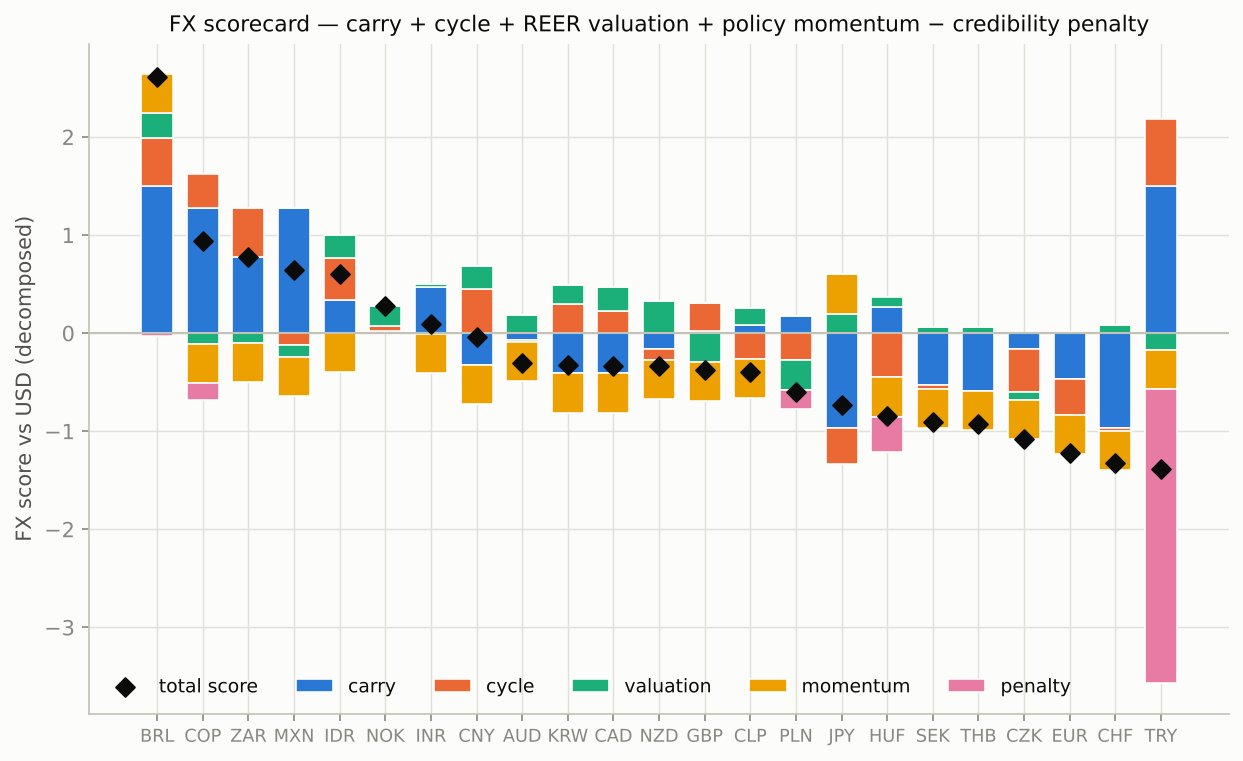 FX scorecard — carry + cycle + REER valuation + policy momentum − credibility penalty
FX score vs USD (decomposed)
2
1
0
−1
−2
−3
total score carry cycle valuation momentum penalty
BRL COP ZAR MXN IDR NOK INR CNY AUD KRW CAD NZD GBP CLP PLN JPY HUF SEK THB CZK EUR CHF TRY